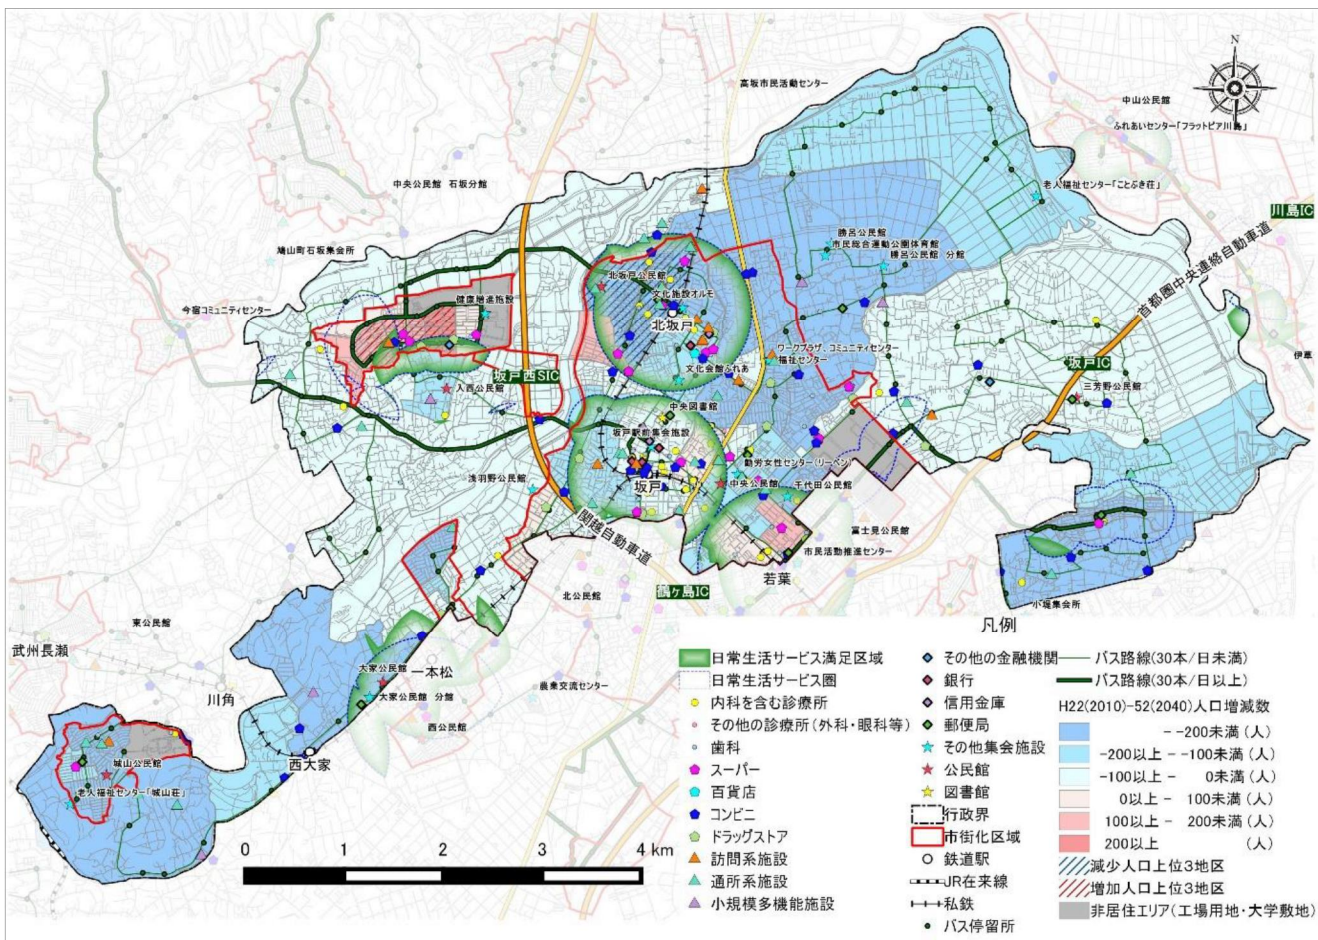 高坂市民活動センター
中山公民館
ふれあいセンター「フラットピア川島」
中央公民館 石坂分館
老人福祉センター「ことぶき荘」
川島IC
首都圏中央連絡自動車道
鳩山町石坂集会所
勝呂公民館
市民総合運動公園体育館
勝呂公民館 分館
北坂戸公民館
健康増進施設
文化施設オルモ
今宿コミュニティセンター
北坂戸
ワークプラザ、コミュニティセンター
福祉センター
伊草
坂戸西SIC
文化会館ふれあ
坂戸IC
入西公民館
三芳野公民館
中央図書館
坂戸駅前集会施設
勤労女性センター(リーベン)
浅羽野公民館
坂戸
中央公民館
千代田公民館
関越自動車道
富士見公民館
市民活動推進センター
若葉
鶴ヶ島IC
北公民館
小堤集会所
東公民館
武州長瀬
大家公民館
一本松
川角
大家公民館 分館
農業交流センター
西公民館
城山公民館
西大家
老人福祉センター「城山荘」
0 1 2 3 4 km
凡例
日常生活サービス満足区域
日常生活サービス圏
内科を含む診療所
その他の診療所(外科・眼科等)
歯科
スーパー
百貨店
コンビニ
ドラッグストア
訪問系施設
通所系施設
小規模多機能施設
その他の金融機関
銀行
信用金庫
郵便局
その他集会施設
公民館
図書館
行政界
市街化区域
鉄道駅
JR在来線
私鉄
バス停留所
バス路線(30本/日未満)
バス路線(30本/日以上)
H22(2010)-52(2040)人口増減数
- -200未満(人)
-200以上 - -100未満(人)
-100以上 - 0未満(人)
0以上 - 100未満(人)
100以上 - 200未満(人)
200以上 (人)
減少人口上位3地区
増加人口上位3地区
非居住エリア(工場用地・大学敷地)